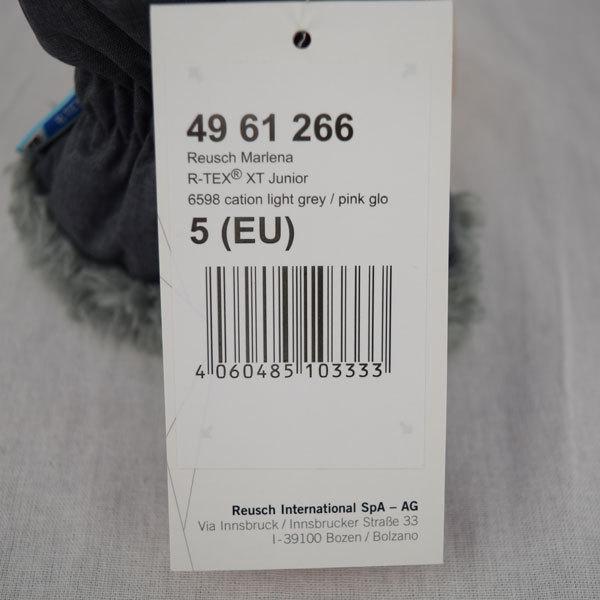 49 61 266
Reusch Marlena
R-TEX® XT Junior
6598 cation light grey / pink glo
5 (EU)
4 060485 103333
Reusch International SpA – AG
Via Innsbruck / Innsbrucker Straße 33
I-39100 Bozen / Bolzano